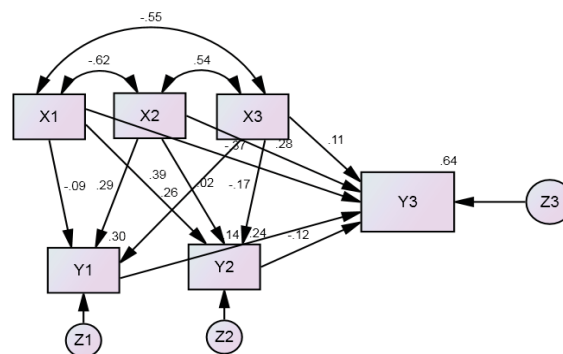 -.55
-.62 .54
X1 X2 X3
.11
-.37 .28
.64
-.09 .29 .39 .26 .02 -.17
Y3 Z3
.30 .14 .24 -.12
Y1 Y2
Z1 Z2